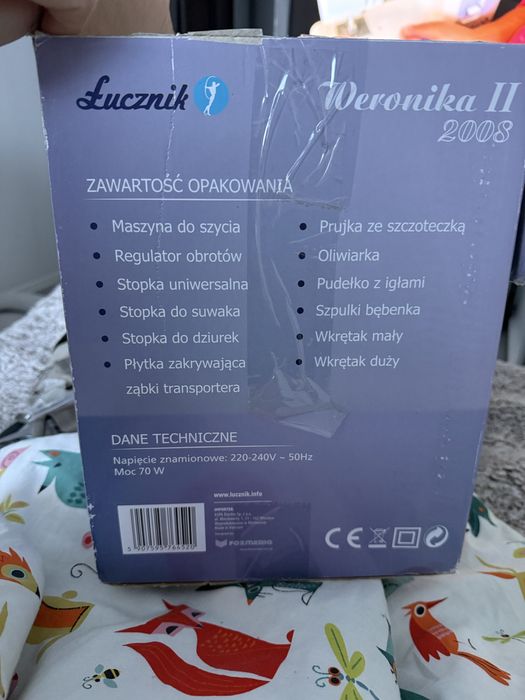 Łucznik
Weronika II
2008
ZAWARTOŚĆ OPAKOWANIA
• Maszyna do szycia
• Regulator obrotów
• Stopka uniwersalna
• Stopka do suwaka
• Stopka do dziurek
• Płytka zakrywająca
ząbki transportera
• Prujka ze szczoteczką
• Oliwiarka
• Pudełko z igłami
• Szpulki bębenka
• Wkrętak mały
• Wkrętak duży
DANE TECHNICZNE
Napięcie znamionowe: 220-240V ~ 50Hz
Moc 70 W
www.lucznik.info
IMPORTER
CE